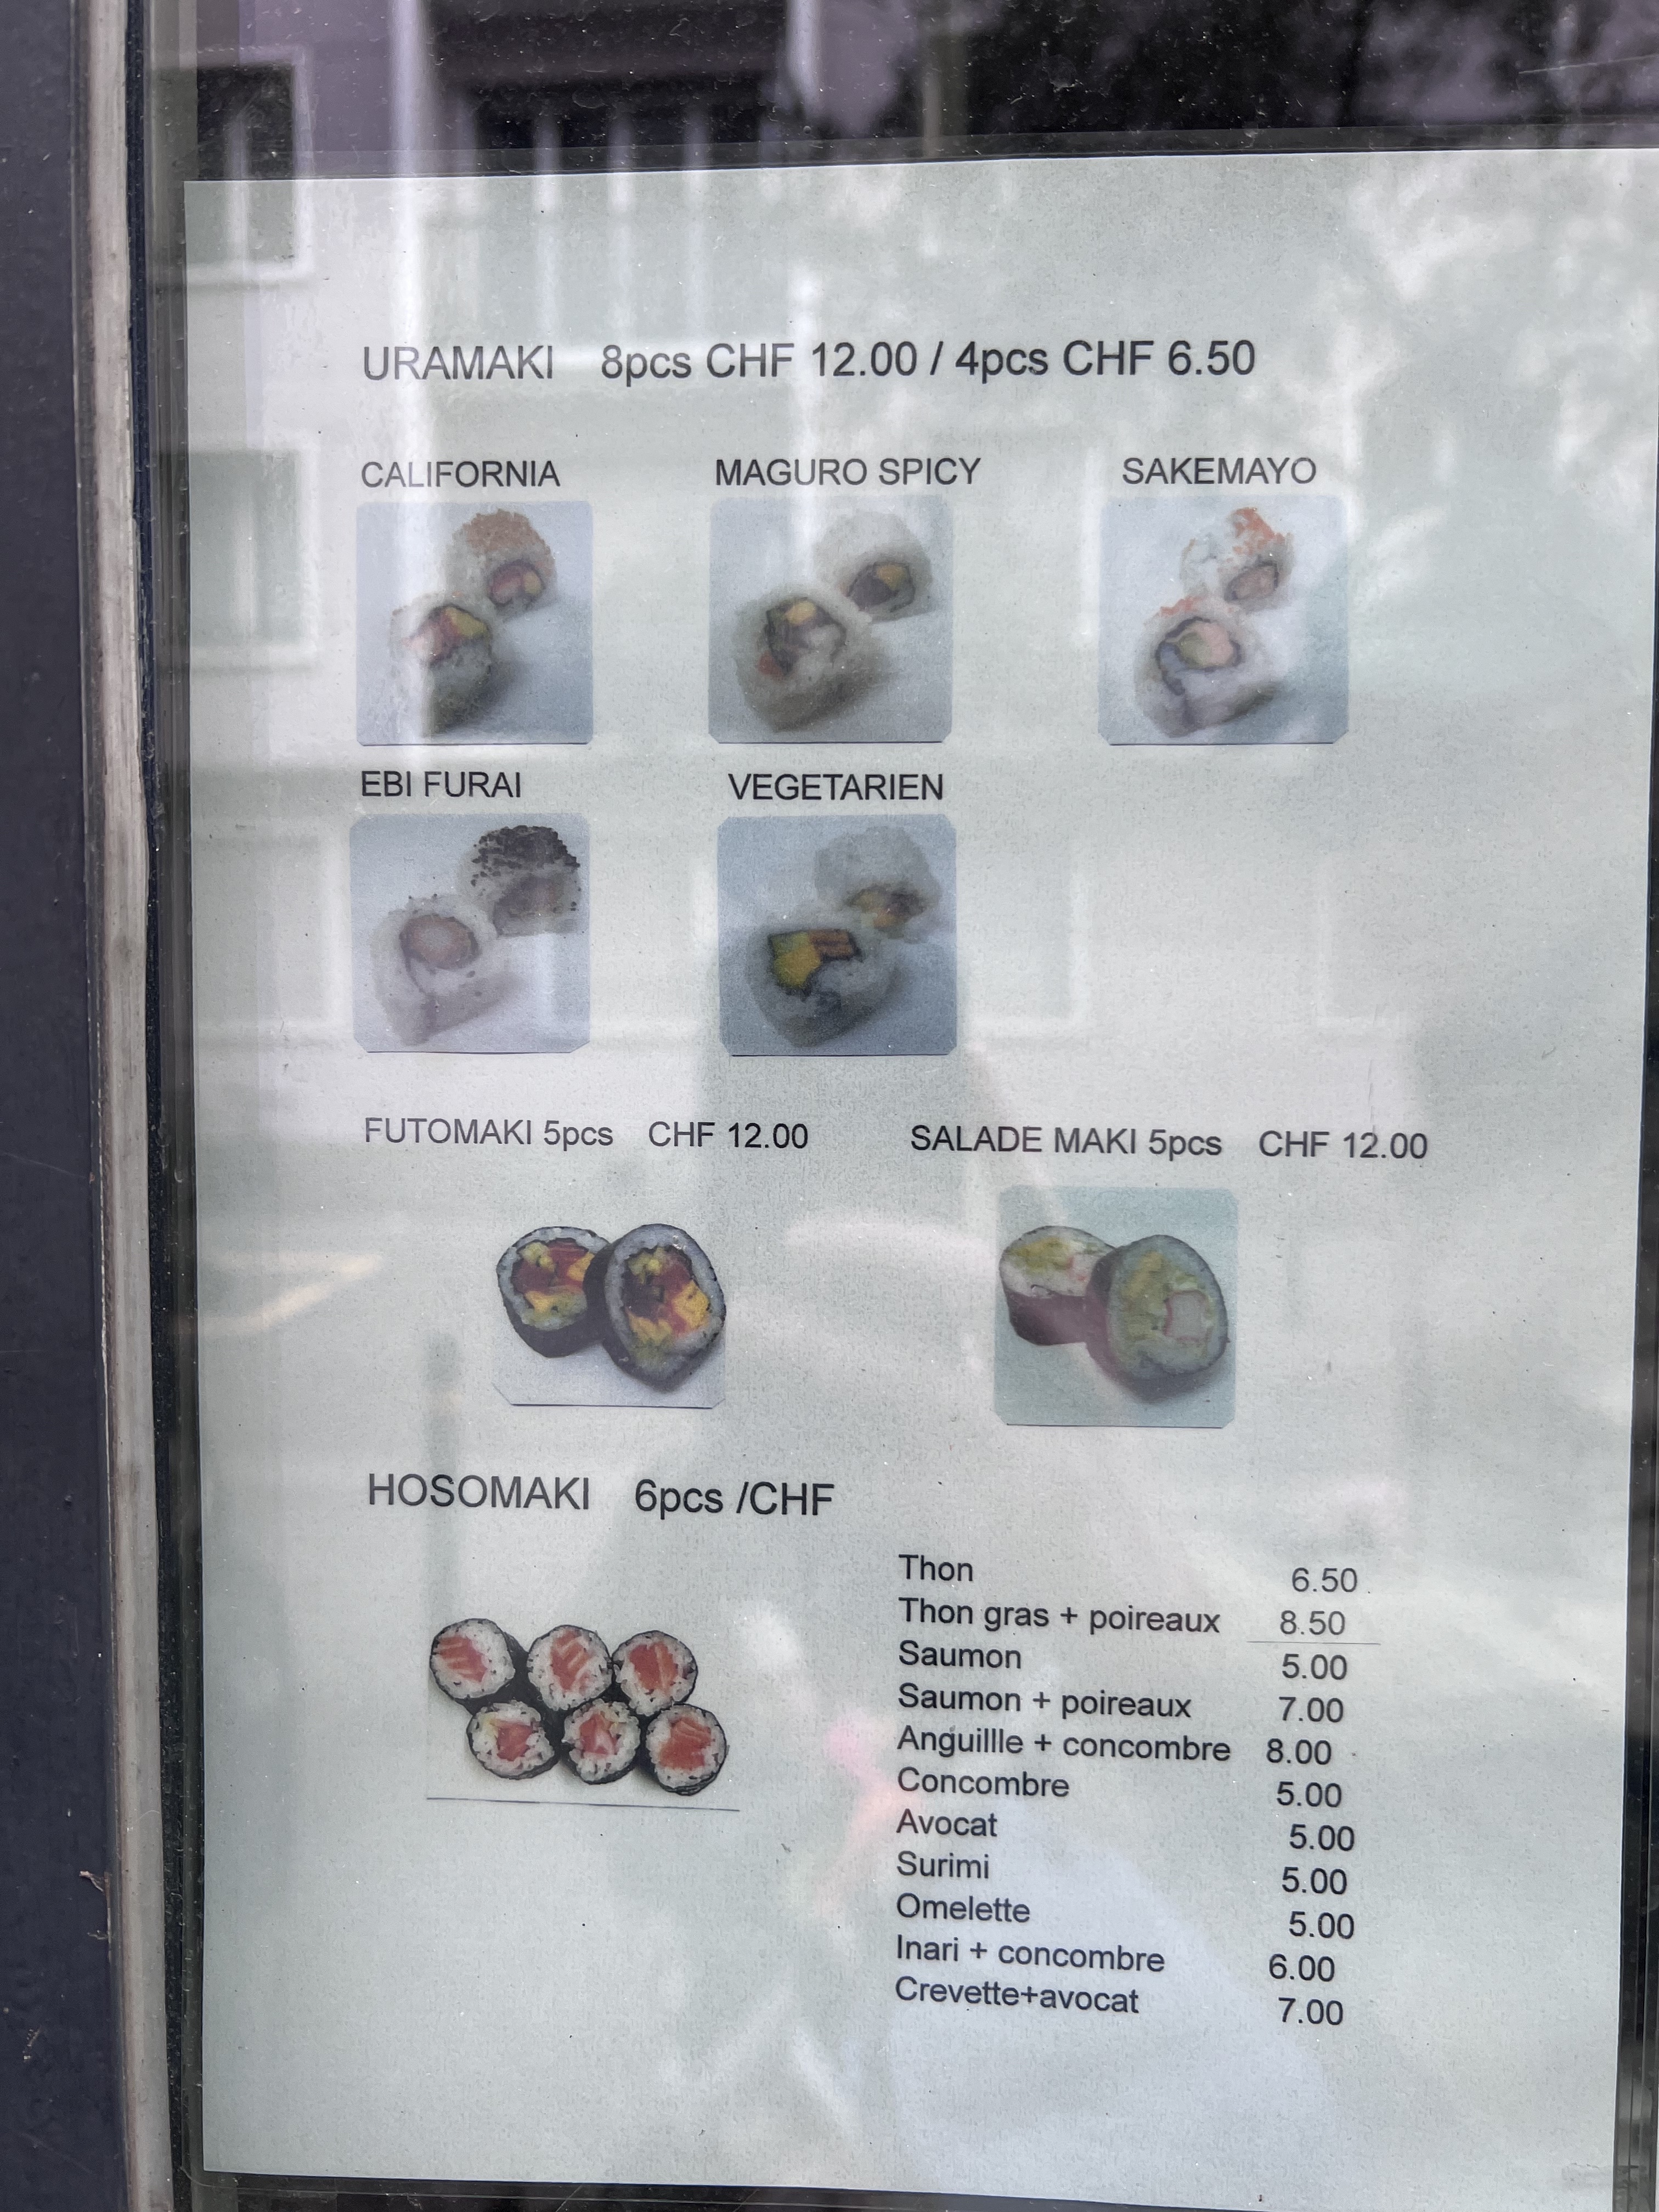 URAMAKI 8pcs CHF 12.00 / 4pcs CHF 6.50
CALIFORNIA MAGURO SPICY SAKEMAYO
EBI FURAI VEGETARIEN
FUTOMAKI 5pcs CHF 12.00 SALADE MAKI 5pcs CHF 12.00
HOSOMAKI 6pcs /CHF
Thon 6.50
Thon gras + poireaux 8.50
Saumon 5.00
Saumon + poireaux 7.00
Anguillle + concombre 8.00
Concombre 5.00
Avocat 5.00
Surimi 5.00
Omelette 5.00
Inari + concombre 6.00
Crevette+avocat 7.00